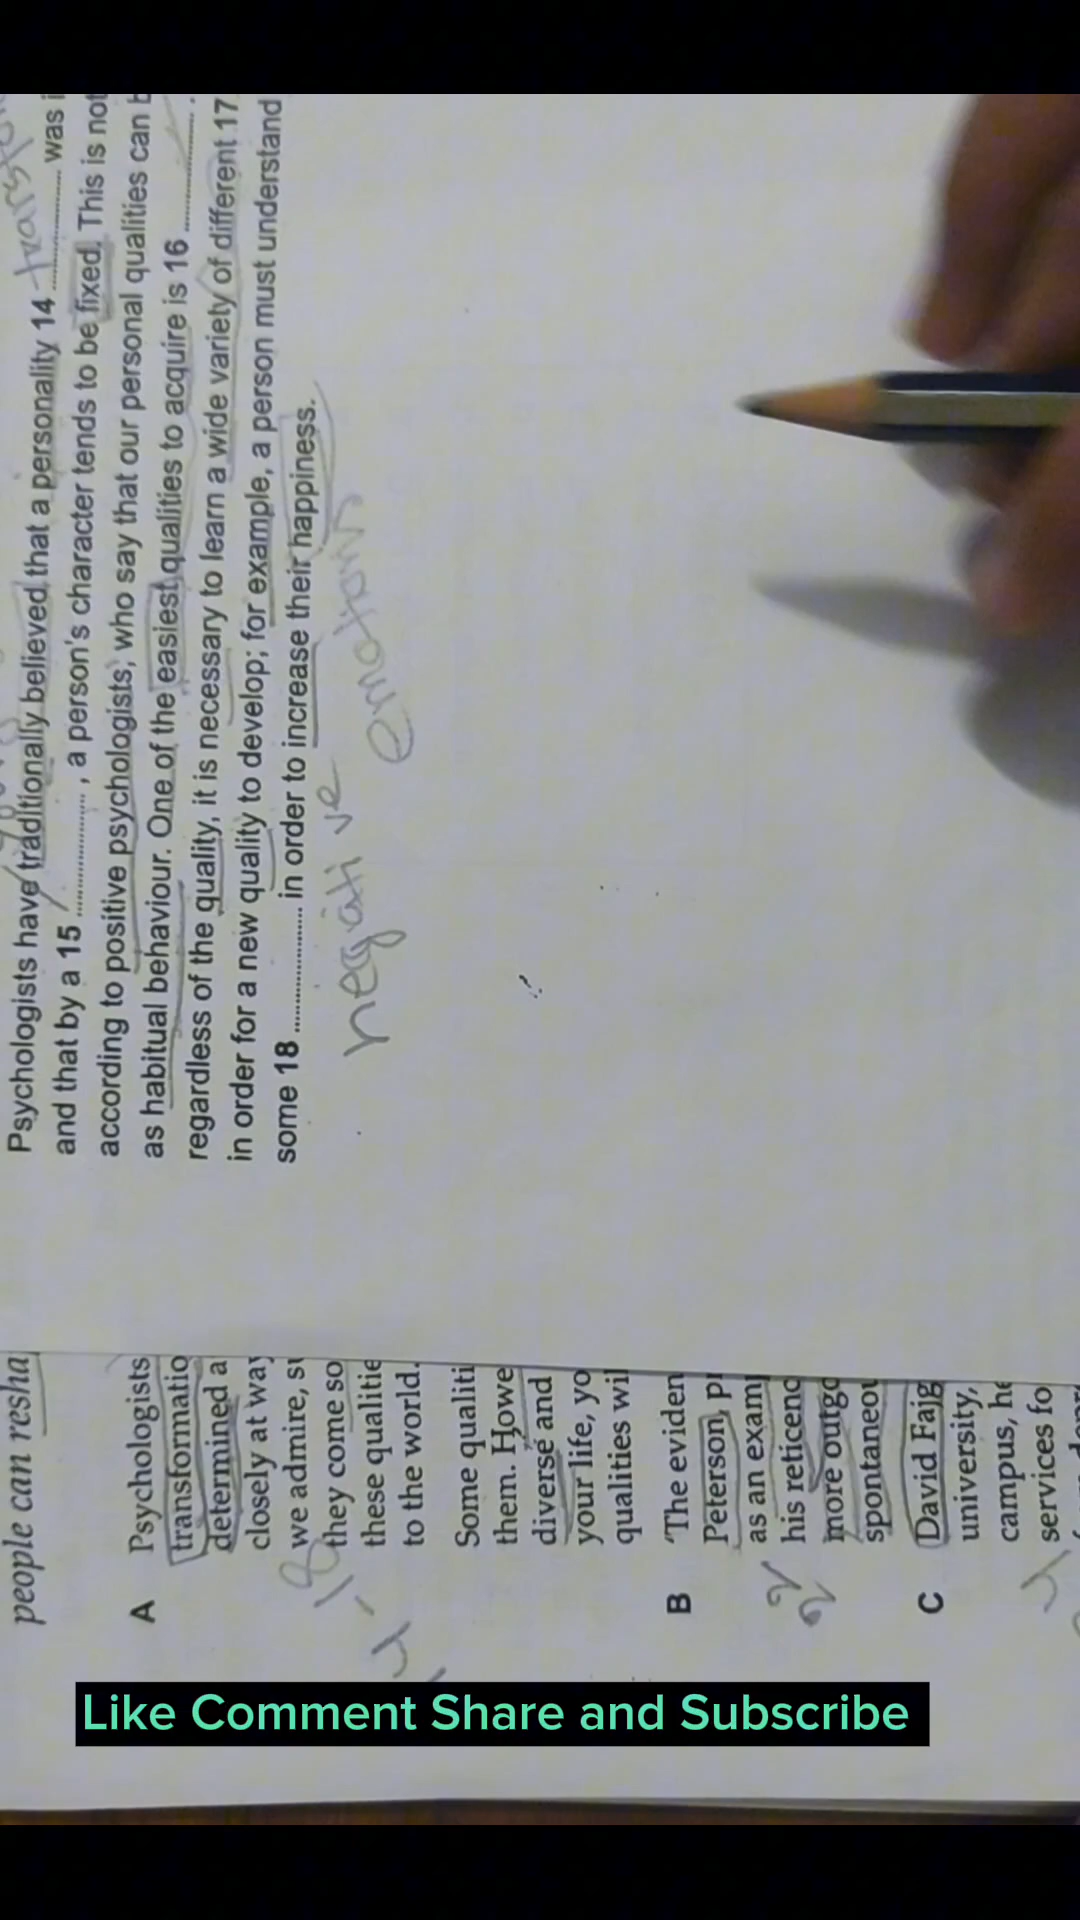 Psychologists have traditionally believed that a personality 14 .................. was i
and that by a 15 .................. , a person's character tends to be fixed. This is not
according to positive psychologists, who say that our personal qualities can b
as habitual behaviour. One of the easiest qualities to acquire is 16 .................. .
regardless of the quality, it is necessary to learn a wide variety of different 17
in order for a new quality to develop; for example, a person must understand
some 18 .................. in order to increase their happiness.
negative emotions
people can resha
A Psychologists
transformatio
determined a
closely at way
we admire, su
18
they come so
these qualitie
to the world.
Some qualiti
them. Howe
diverse and
your life, yo
qualities wil
B 'The eviden
Peterson, pr
as an examp
his reticenc
more outgo
spontaneou
C David Fajg
university,
campus, he
services fo
Like Comment Share and Subscribe